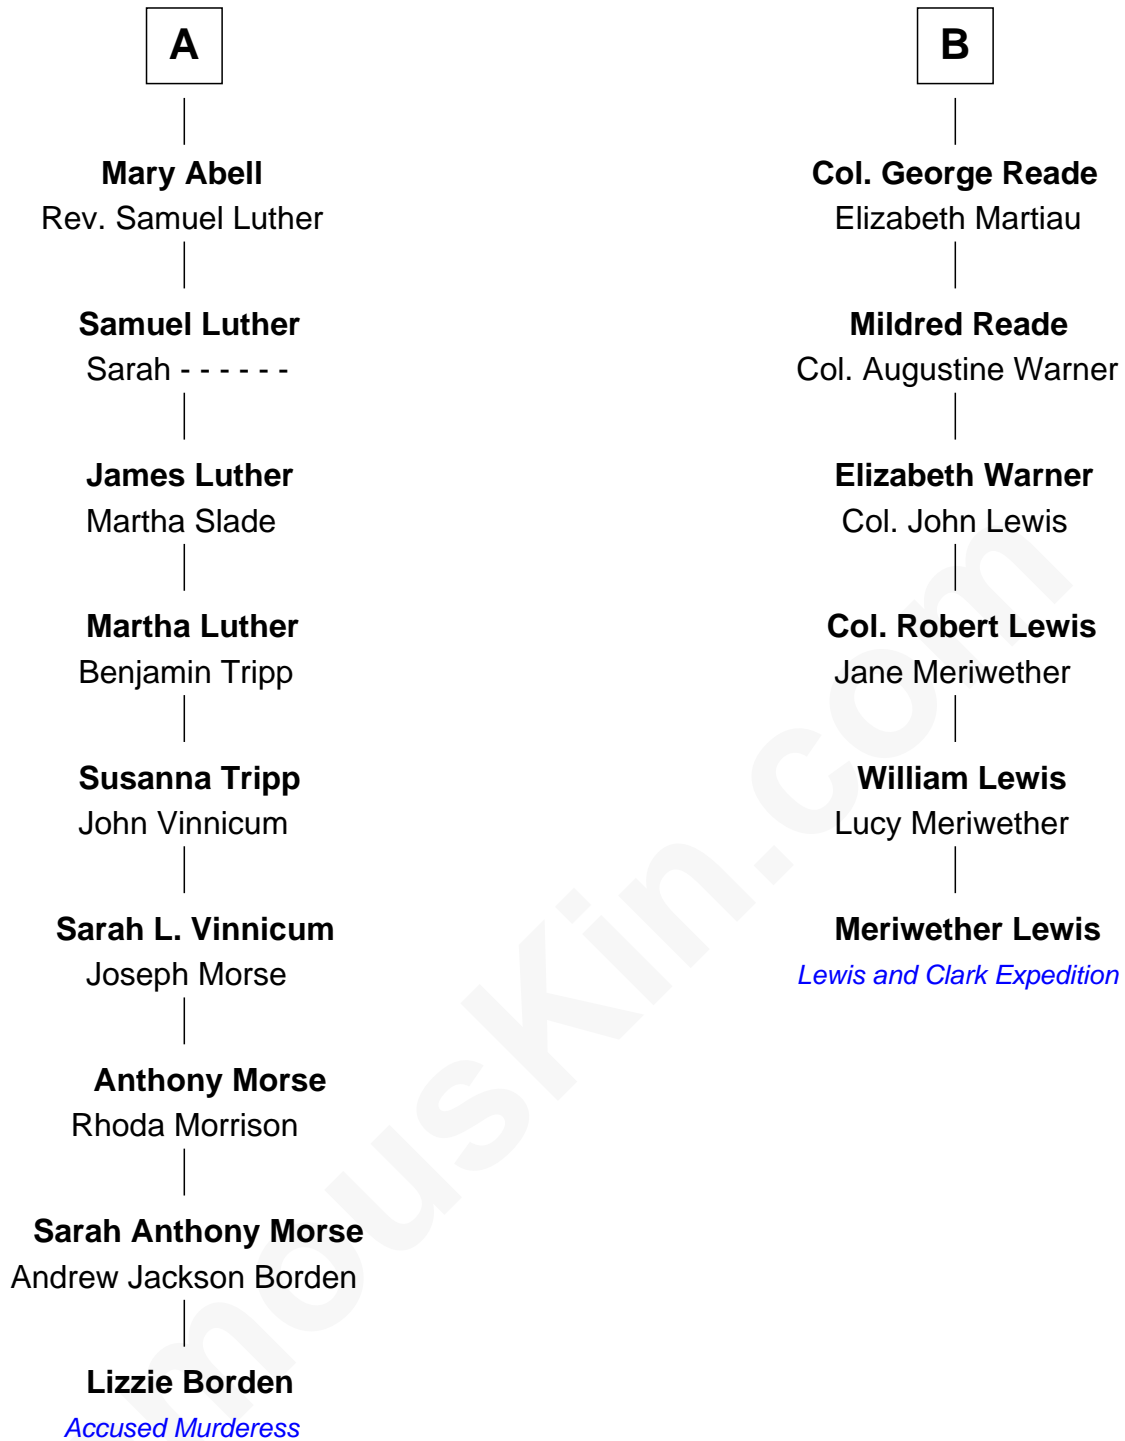 A
Mary Abell
Rev. Samuel Luther
Samuel Luther
Sarah - - - - - -
James Luther
Martha Slade
Martha Luther
Benjamin Tripp
Susanna Tripp
John Vinnicum
Sarah L. Vinnicum
Joseph Morse
Anthony Morse
Rhoda Morrison
Sarah Anthony Morse
Andrew Jackson Borden
Lizzie Borden
Accused Murderess
B
Col. George Reade
Elizabeth Martiau
Mildred Reade
Col. Augustine Warner
Elizabeth Warner
Col. John Lewis
Col. Robert Lewis
Jane Meriwether
William Lewis
Lucy Meriwether
Meriwether Lewis
Lewis and Clark Expedition
mouskin.com